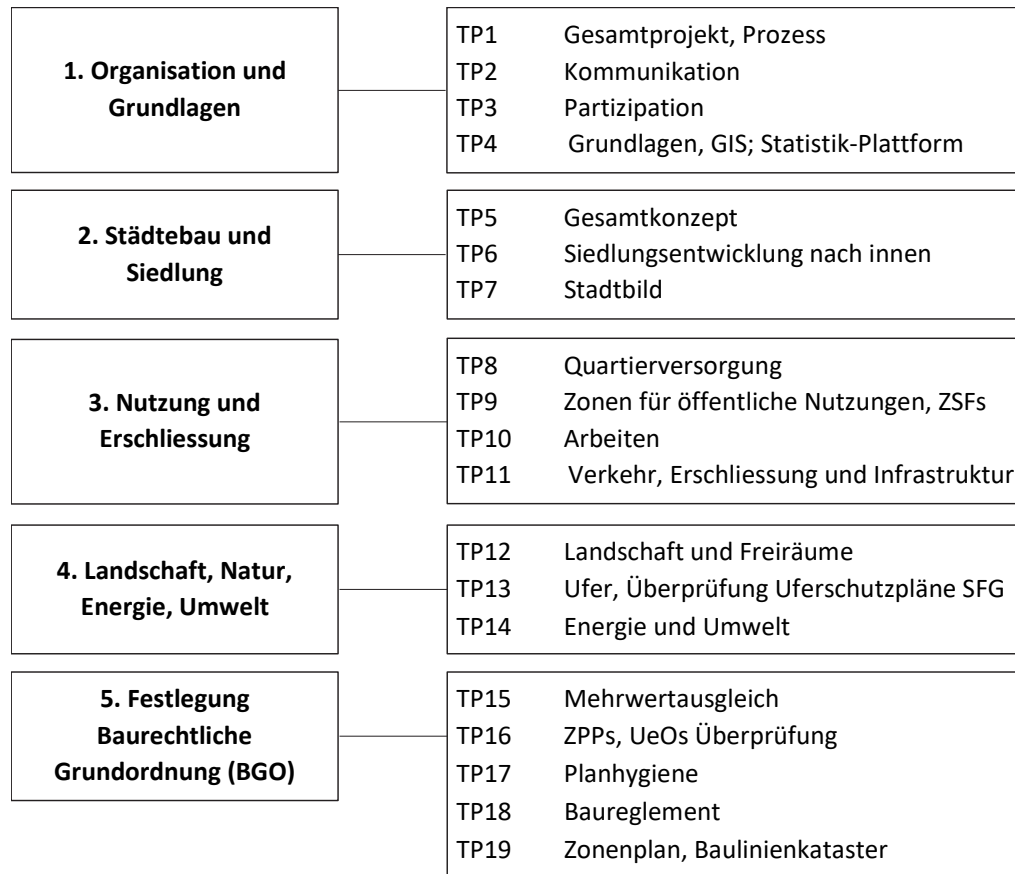 1. Organisation und
Grundlagen
TP1 Gesamtprojekt, Prozess
TP2 Kommunikation
TP3 Partizipation
TP4 Grundlagen, GIS; Statistik-Plattform
2. Städtebau und
Siedlung
TP5 Gesamtkonzept
TP6 Siedlungsentwicklung nach innen
TP7 Stadtbild
3. Nutzung und
Erschliessung
TP8 Quartierversorgung
TP9 Zonen für öffentliche Nutzungen, ZSFs
TP10 Arbeiten
TP11 Verkehr, Erschliessung und Infrastruktur
4. Landschaft, Natur,
Energie, Umwelt
TP12 Landschaft und Freiräume
TP13 Ufer, Überprüfung Uferschutzpläne SFG
TP14 Energie und Umwelt
5. Festlegung
Baurechtliche
Grundordnung (BGO)
TP15 Mehrwertausgleich
TP16 ZPPs, UeOs Überprüfung
TP17 Planhygiene
TP18 Baureglement
TP19 Zonenplan, Baulinienkataster